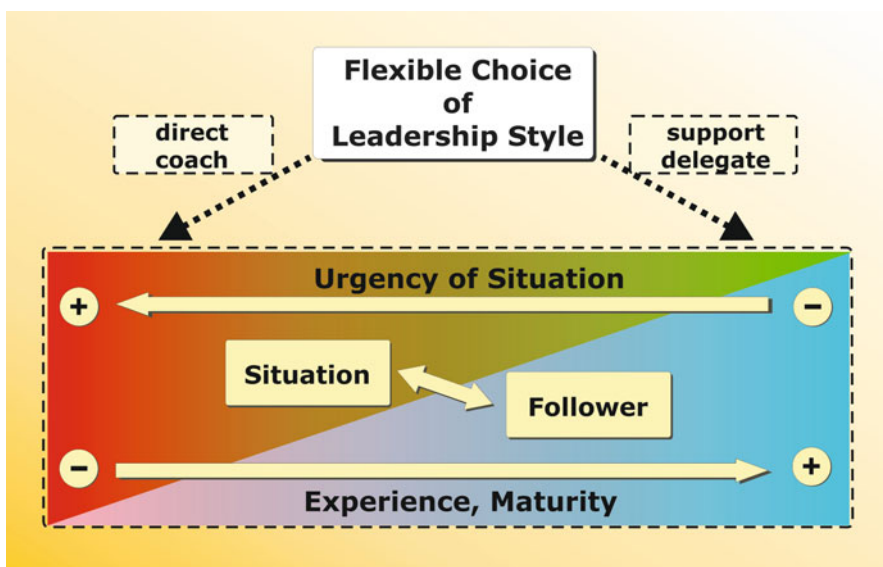 Flexible Choice
of
Leadership Style
direct
coach
support
delegate
Urgency of Situation
+
−
Situation
Follower
−
+
Experience, Maturity